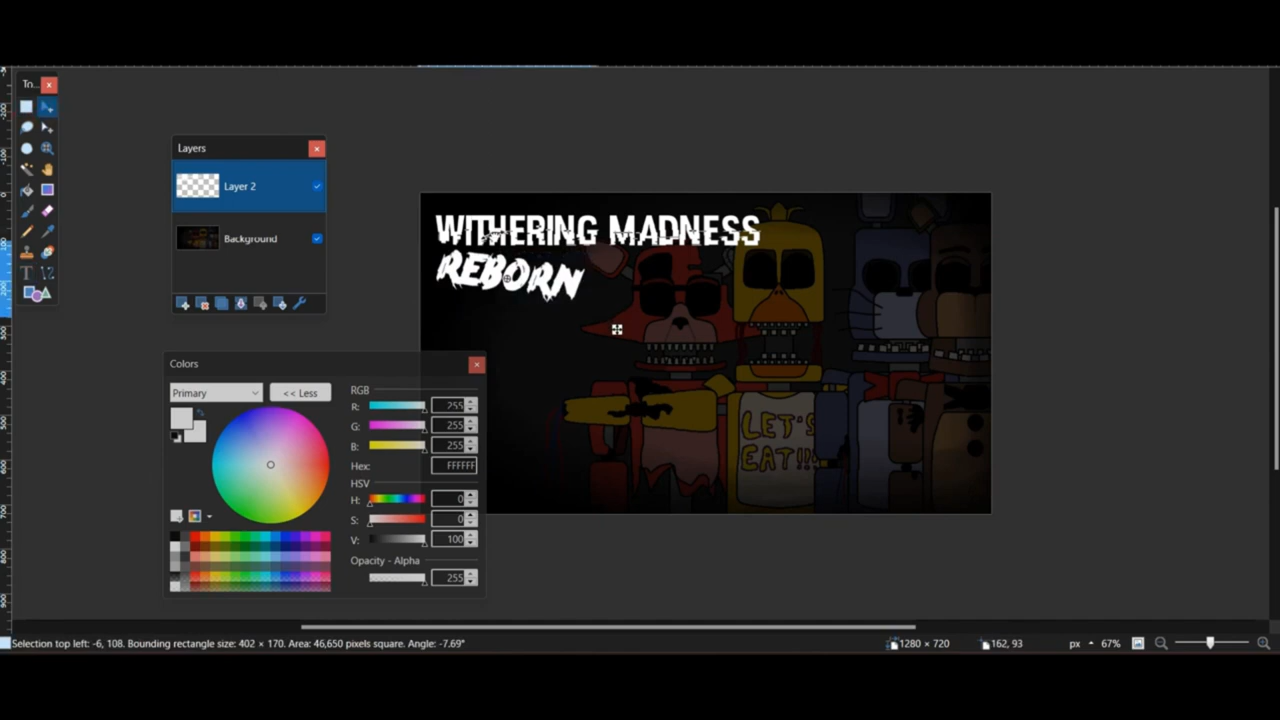 To...
Layers
Layer 2
Background
WITHERING MADNESS
REBORN
LET'S
EAT!!!
Colors
Primary
<< Less
RGB
R: 255
G: 255
B: 255
Hex: FFFFFF
HSV
H: 0
S: 0
V: 100
Opacity - Alpha
255
Selection top left: -6, 108. Bounding rectangle size: 402 × 170. Area: 46,650 pixels square. Angle: -7.69°
1280 × 720
162, 93
px
67%